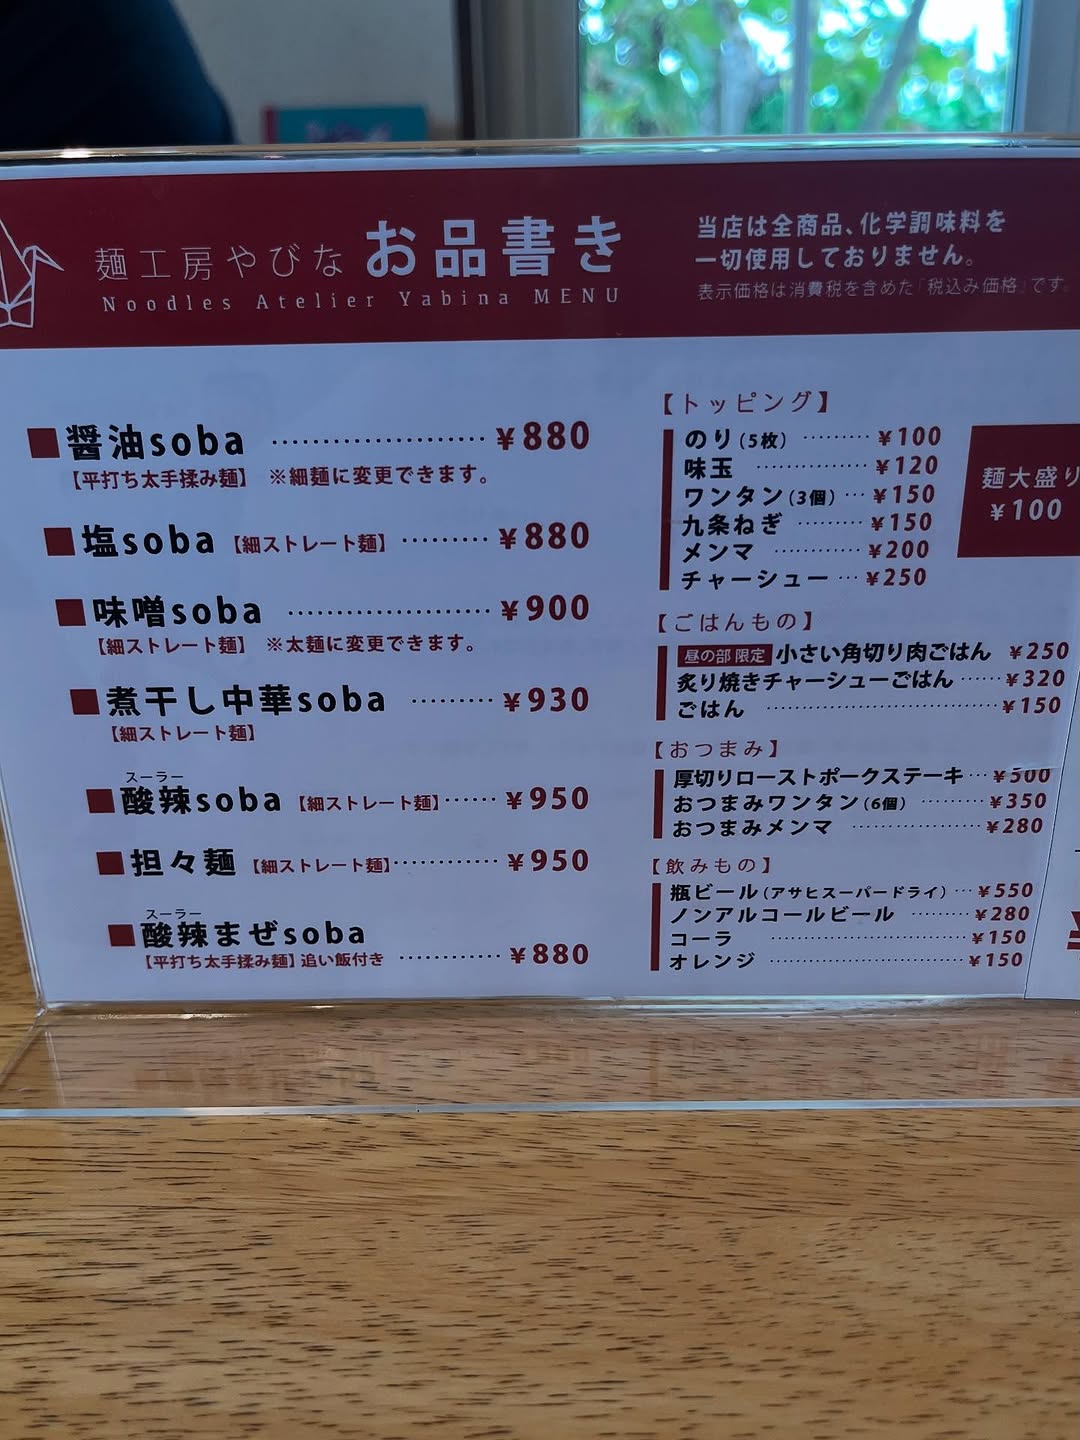 麺工房やびな お品書き
Noodles Atelier Yabina MENU
当店は全商品、化学調味料を
一切使用しておりません。
表示価格は消費税を含めた「税込み価格」です。
■醤油soba ¥880
【平打ち太手揉み麺】 ※細麺に変更できます。
■塩soba【細ストレート麺】 ¥880
■味噌soba ¥900
【細ストレート麺】 ※太麺に変更できます。
■煮干し中華soba ¥930
【細ストレート麺】
スーラー
■酸辣soba【細ストレート麺】 ¥950
■担々麺【細ストレート麺】 ¥950
スーラー
■酸辣まぜsoba
【平打ち太手揉み麺】追い飯付き ¥880
【トッピング】
のり(5枚) ¥100
味玉 ¥120
ワンタン(3個) ¥150
九条ねぎ ¥150
メンマ ¥200
チャーシュー ¥250
麺大盛り
¥100
【ごはんもの】
昼の部 限定 小さい角切り肉ごはん ¥250
炙り焼きチャーシューごはん ¥320
ごはん ¥150
【おつまみ】
厚切りローストポークステーキ ¥500
おつまみワンタン(6個) ¥350
おつまみメンマ ¥280
【飲みもの】
瓶ビール(アサヒスーパードライ) ¥550
ノンアルコールビール ¥280
コーラ ¥150
オレンジ ¥150